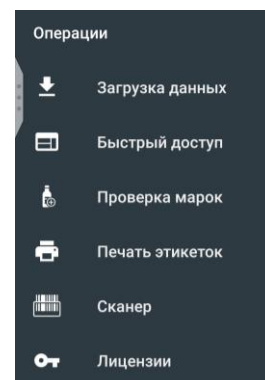 Операции
Загрузка данных
Быстрый доступ
Проверка марок
Печать этикеток
Сканер
Лицензии